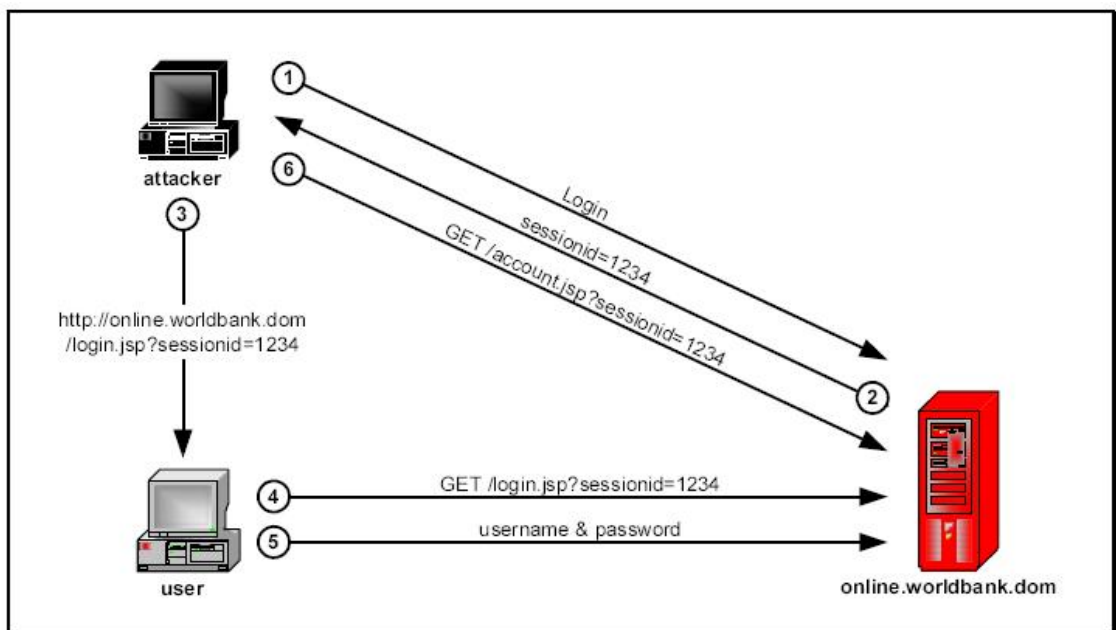 1
Login
2
sessionid=1234
6
GET /account.jsp?sessionid=1234
attacker
3
http://online.worldbank.dom
/login.jsp?sessionid=1234
4
GET /login.jsp?sessionid=1234
5
username & password
user
online.worldbank.dom